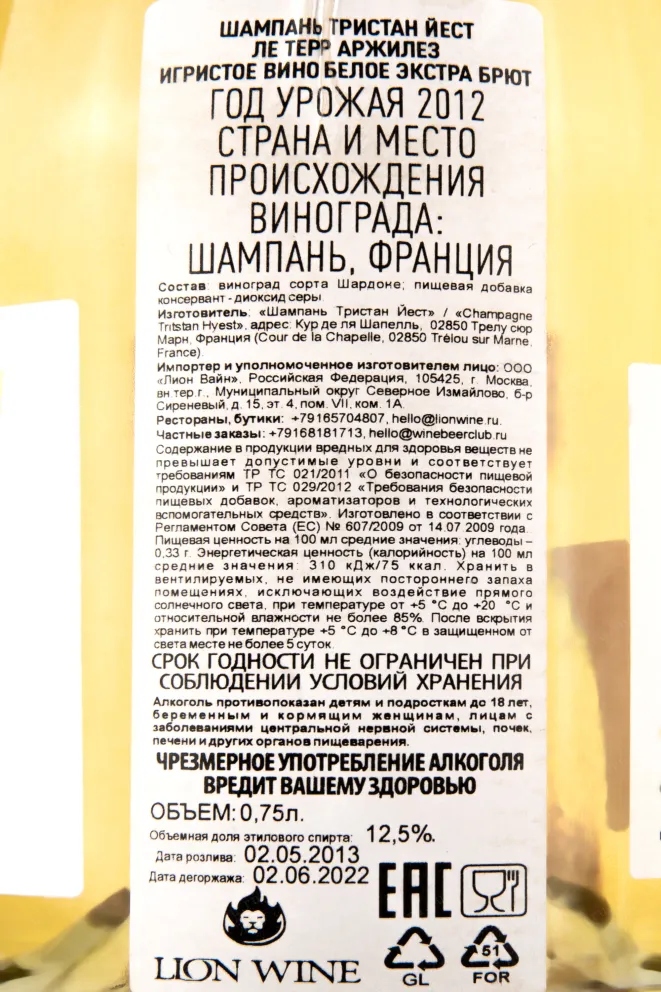 ШАМПАНЬ ТРИСТАН ЙЕСТ
ЛЕ ТЕРР АРЖИЛЕЗ
ИГРИСТОЕ ВИНО БЕЛОЕ ЭКСТРА БРЮТ
ГОД УРОЖАЯ 2012
СТРАНА И МЕСТО
ПРОИСХОЖДЕНИЯ
ВИНОГРАДА:
ШАМПАНЬ, ФРАНЦИЯ
Состав: виноград сорта Шардоне; пищевая добавка
консервант - диоксид серы.
Изготовитель: «Шампань Тристан Йест» / «Champagne
Tritstan Hyest», адрес: Кур де ля Шапелль, 02850 Трелу сюр
Марн, Франция (Cour de la Chapelle, 02850 Trélou sur Marne,
France).
Импортер и уполномоченное изготовителем лицо: ООО
«Лион Вайн», Российская Федерация, 105425, г. Москва,
вн.тер.г., Муниципальный округ Северное Измайлово, б-р
Сиреневый, д. 15, эт. 4, пом. VII, ком. 1А.
Рестораны, бутики: +79165704807, hello@lionwine.ru.
Частные заказы: +79168181713, hello@winebeerclub.ru
Содержание в продукции вредных для здоровья веществ не
превышает допустимые уровни и соответствует
требованиям ТР ТС 021/2011 «О безопасности пищевой
продукции» и ТР ТС 029/2012 «Требования безопасности
пищевых добавок, ароматизаторов и технологических
вспомогательных средств». Изготовлено в соответствии с
Регламентом Совета (ЕС) № 607/2009 от 14.07.2009 года.
Пищевая ценность на 100 мл средние значения: углеводы –
0,33 г. Энергетическая ценность (калорийность) на 100 мл
средние значения: 310 кДж/75 ккал. Хранить в
вентилируемых, не имеющих постороннего запаха
помещениях, исключающих воздействие прямого
солнечного света, при температуре от +5 °C до +20 °C и
относительной влажности не более 85%. После вскрытия
хранить при температуре +5 °C до +8 °C в защищенном от
света месте не более 5 суток.
СРОК ГОДНОСТИ НЕ ОГРАНИЧЕН ПРИ
СОБЛЮДЕНИИ УСЛОВИЙ ХРАНЕНИЯ
Алкоголь противопоказан детям и подросткам до 18 лет,
беременным и кормящим женщинам, лицам с
заболеваниями центральной нервной системы, почек,
печени и других органов пищеварения.
ЧРЕЗМЕРНОЕ УПОТРЕБЛЕНИЕ АЛКОГОЛЯ
ВРЕДИТ ВАШЕМУ ЗДОРОВЬЮ
ОБЪЕМ: 0,75л.
Объемная доля этилового спирта: 12,5%.
Дата розлива: 02.05.2013
Дата дегоржажа: 02.06.2022
EAC
LION WINE
GL
51
FOR